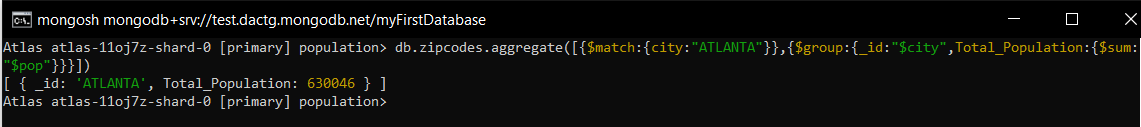 mongosh mongodb+srv://test.dactg.mongodb.net/myFirstDatabase
Atlas atlas-11oj7z-shard-0 [primary] population> db.zipcodes.aggregate([{$match:{city:"ATLANTA"}},{$group:{_id:"$city",Total_Population:{$sum:
"$pop"}}}])
[ { _id: 'ATLANTA', Total_Population: 630046 } ]
Atlas atlas-11oj7z-shard-0 [primary] population>